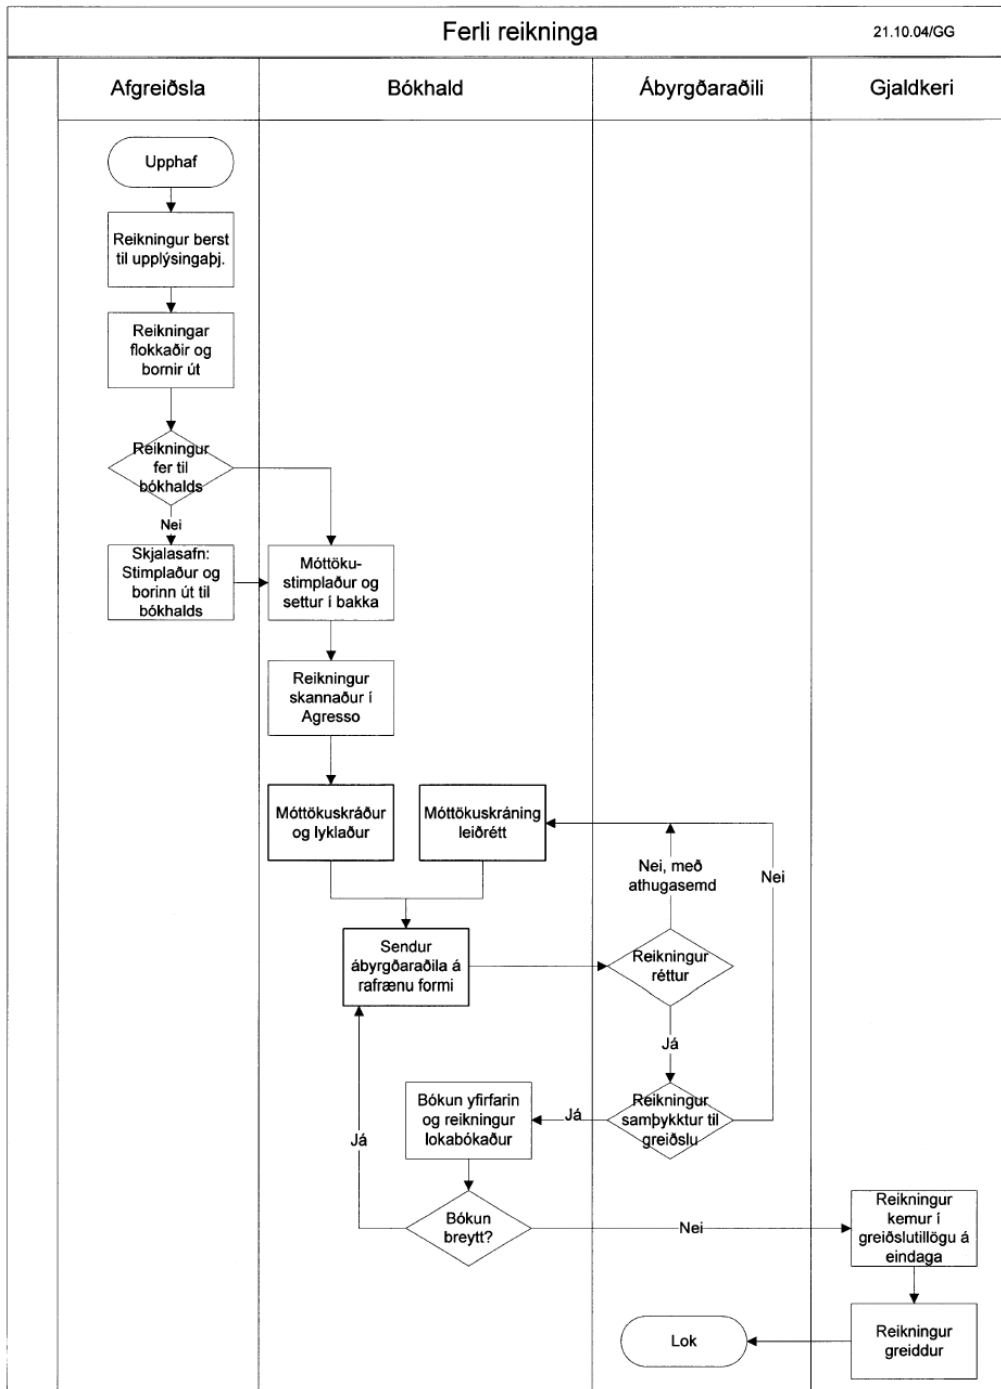 Ferli reikninga
21.10.04/GG
Afgreiðsla
Bókhald
Ábyrgðaraðili
Gjaldkeri
Upphaf
Reikningur berst
til upplýsingaþj.
Reikningar
flokkaðir og
bornir út
Reikningur
fer til
bókhalds
Nei
Skjalasafn:
Stimplaður og
borinn út til
bókhalds
Móttöku-
stimplaður og
settur í bakka
Reikningur
skannaður í
Agresso
Móttökuskráður
og lyklaður
Móttökuskráning
leiðrétt
Nei, með
athugasemd
Nei
Sendur
ábyrgðaraðila á
rafrænu formi
Reikningur
réttur
Já
Reikningur
samþykktur til
greiðslu
Já
Bókun yfirfarin
og reikningur
lokabókaður
Já
Bókun
breytt?
Nei
Reikningur
kemur í
greiðslutillögu á
eindaga
Reikningur
greiddur
Lok